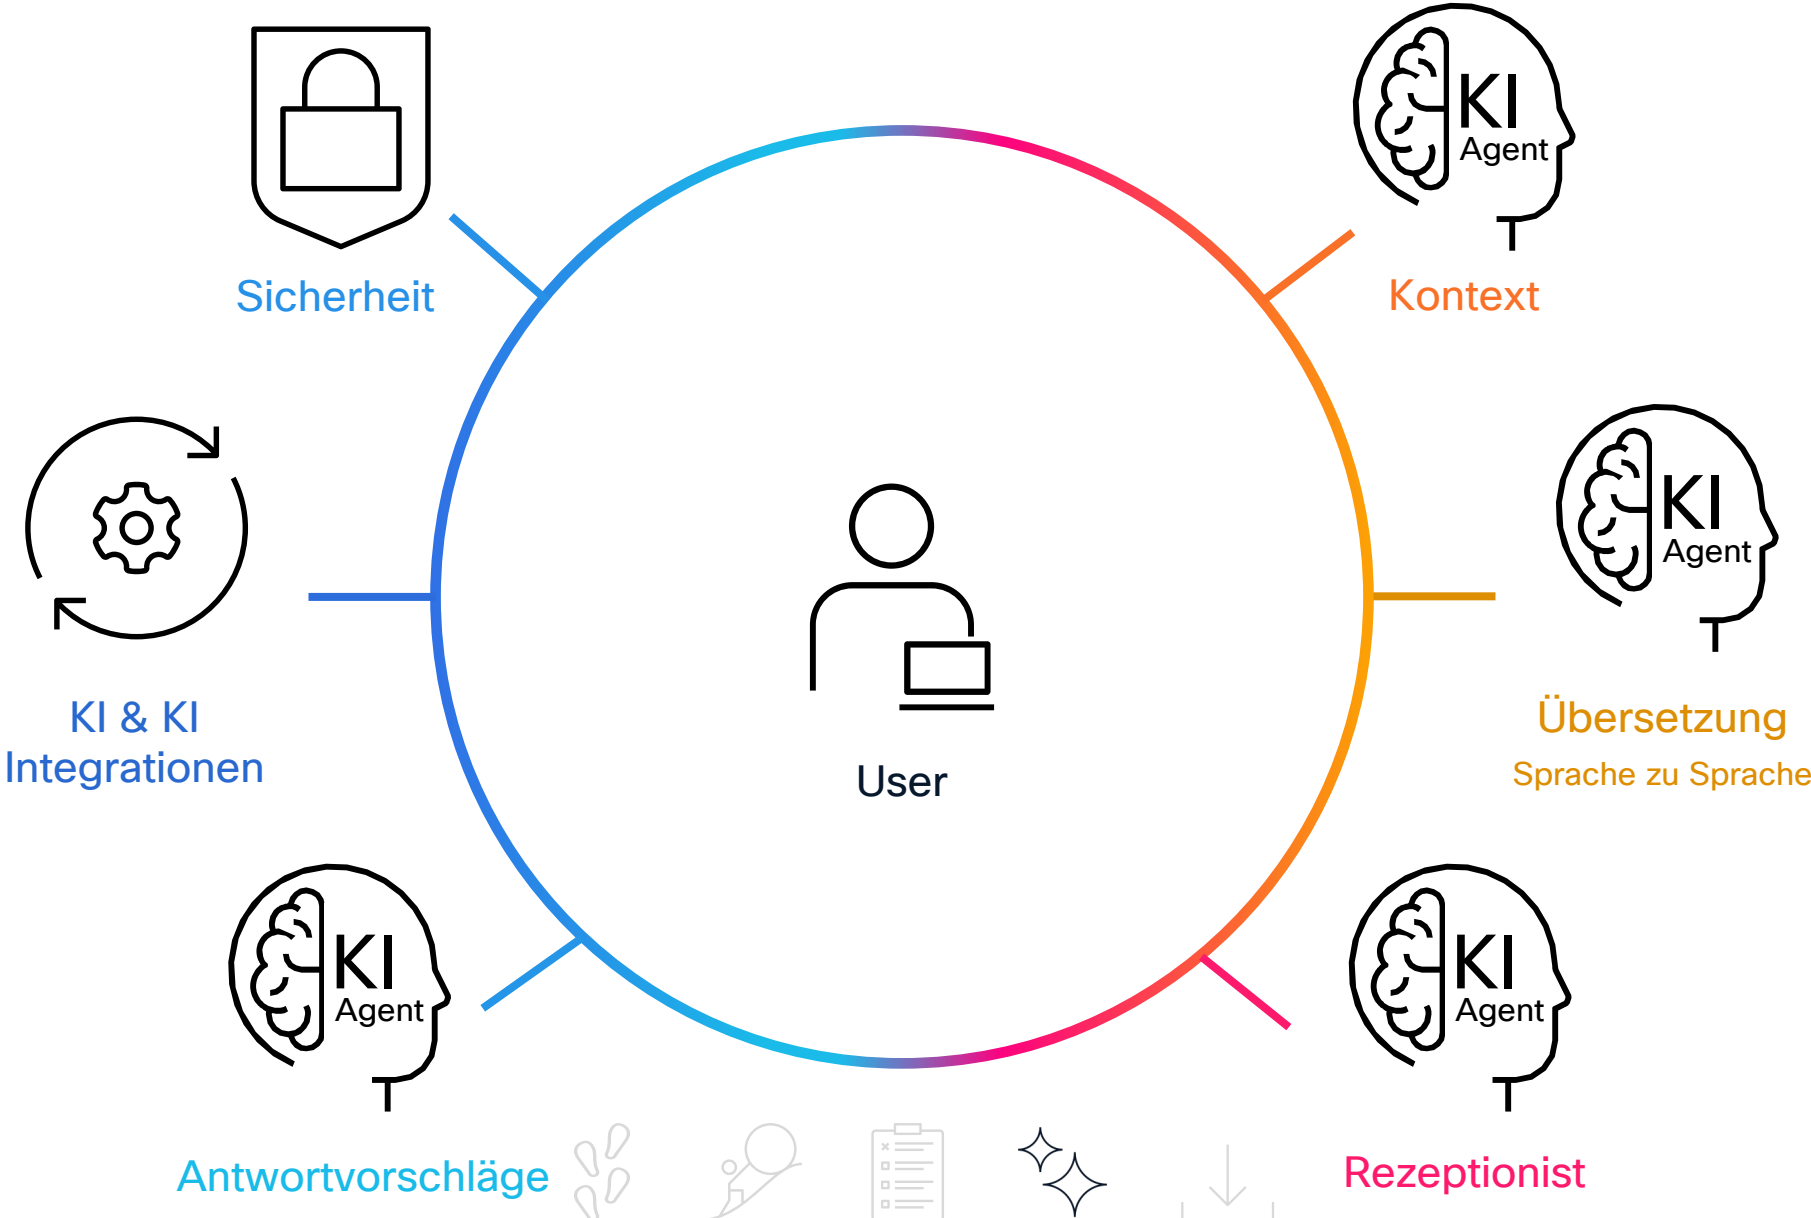 KI
Agent
Sicherheit
Kontext
KI
Agent
KI & KI
Integrationen
User
Übersetzung
Sprache zu Sprache
KI
Agent
KI
Agent
Antwortvorschläge
Rezeptionist